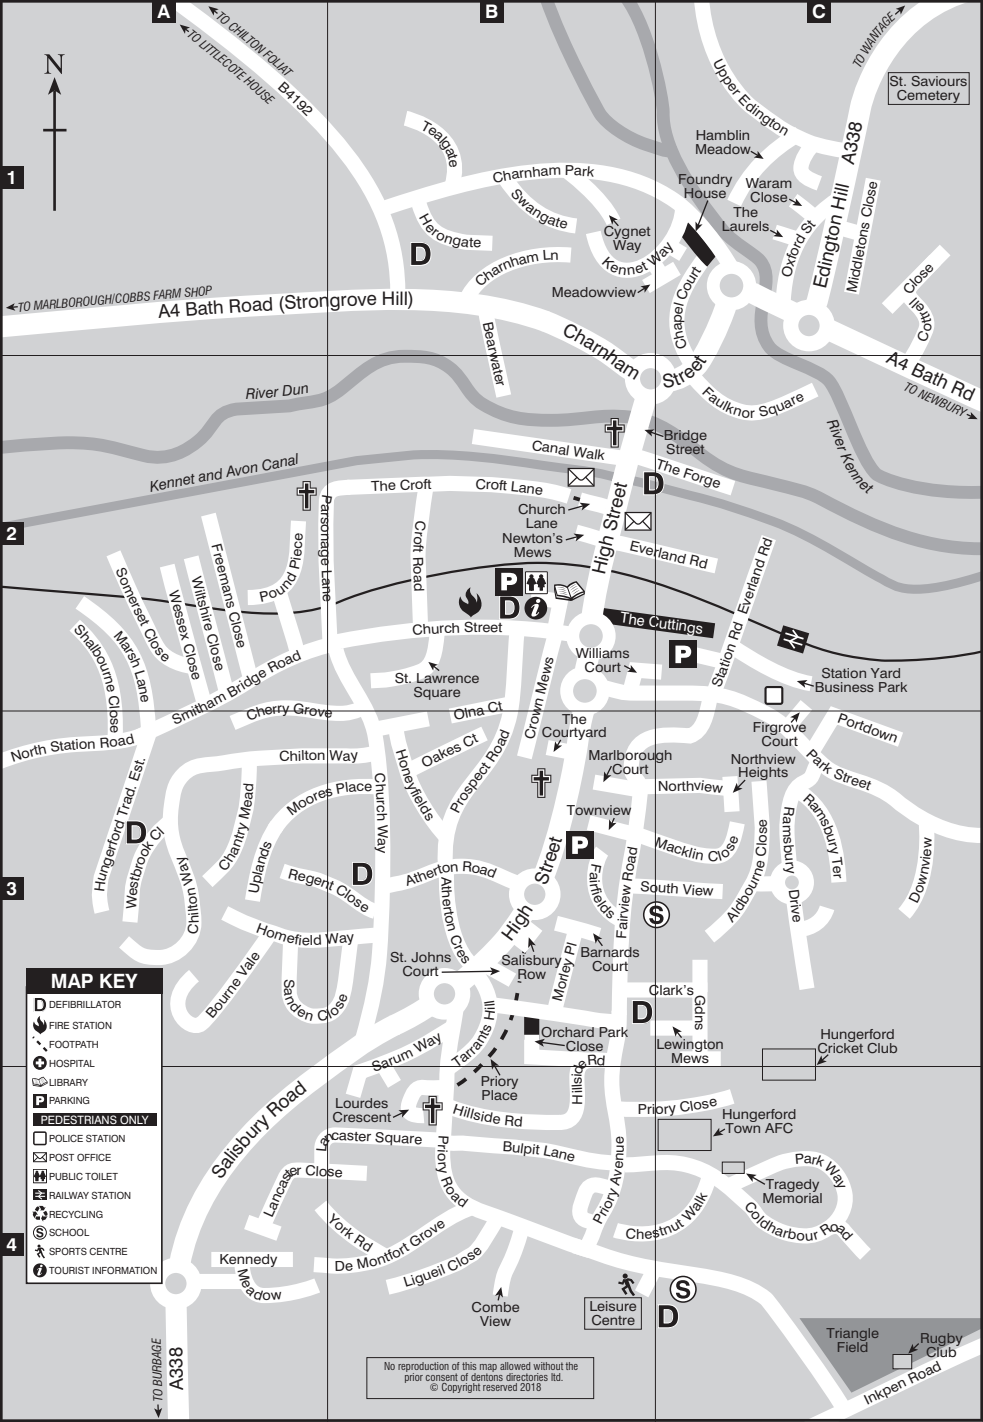 A
B
C
1
2
3
4
N
TO CHILTON FOLIAT
TO LITTLECOTE HOUSE
B4192
TO WANTAGE
St. Saviours
Cemetery
Upper Edington
A338
Hamblin
Meadow
Tealgate
Charnham Park
Foundry
House
Waram
Close
The
Laurels
Swangate
Herongate
Cygnet
Way
Kennet Way
Oxford St
Edington Hill
Middletons Close
D
Charnham Ln
Meadowview
Chapel Court
Close
Cottrell
TO MARLBOROUGH/COBBS FARM SHOP
A4 Bath Road (Strongrove Hill)
Bearwater
Charnham
Street
A4 Bath Rd
TO NEWBURY
River Dun
Faulknor Square
Bridge
Street
Canal Walk
The Forge
D
River Kennet
Kennet and Avon Canal
The Croft
Croft Lane
Parsonage Lane
Church
Lane
Newton's
Mews
High Street
Everland Rd
Croft Road
Pound Piece
Freemans Close
Wiltshire Close
Wessex Close
Somerset Close
Marsh Lane
Shalbourne Close
Everland Rd
P
D
i
Church Street
The Cuttings
P
Williams
Court
Station Rd
Station Yard
Business Park
St. Lawrence
Square
Smitham Bridge Road
Crown Mews
Cherry Grove
Olna Ct
The
Courtyard
Firgrove
Court
Portdown
North Station Road
Chilton Way
Honeyfields
Oakes Ct
Prospect Road
Marlborough
Court
Northview
Heights
Northview
Park Street
Hungerford Trad. Est.
Moores Place
Church Way
Townview
Ramsbury
Ramsbury Ter
D
Westbrook Cl
Chantry Mead
Uplands
P
Macklin Close
Aldbourne Close
Downview
Chilton Way
Regent Close
D
Atherton Road
Street
Fairfields
Fairview Road
South View
Drive
Atherton Cres
High
S
Homefield Way
St. Johns
Court
Salisbury
Row
Barnards
Court
Morley Pl
Bourne Vale
Sanden Close
Clark's
Gdns
D
Lewington
Mews
Tarrants Hill
Orchard Park
Close
Hungerford
Cricket Club
Sarum Way
Hillside
Rd
Priory
Place
Salisbury Road
Lourdes
Crescent
Hillside Rd
Priory Close
Hungerford
Town AFC
Lancaster Square
Bulpit Lane
Priory Road
Priory Avenue
Park Way
Tragedy
Memorial
Lancaster Close
Chestnut Walk
Coldharbour Road
York Rd
De Montfort Grove
Ligueil Close
Kennedy
Meadow
Combe
View
Leisure
Centre
S
D
Triangle
Field
Rugby
Club
Inkpen Road
TO BURBAGE
A338
MAP KEY
D DEFIBRILLATOR
FIRE STATION
FOOTPATH
HOSPITAL
LIBRARY
P PARKING
PEDESTRIANS ONLY
POLICE STATION
POST OFFICE
PUBLIC TOILET
RAILWAY STATION
RECYCLING
S SCHOOL
SPORTS CENTRE
i TOURIST INFORMATION
No reproduction of this map allowed without the
prior consent of dentons directories ltd.
© Copyright reserved 2018